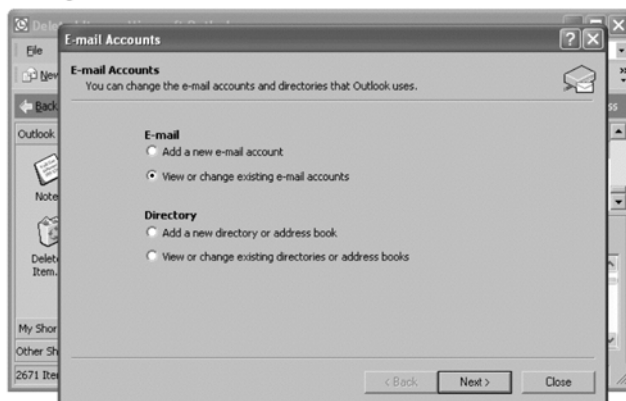 E-mail Accounts
File
New
Back
Outlook
Note
My Shor
Other Sh
2671 Ite
E-mail Accounts
You can change the e-mail accounts and directories that Outlook uses.
E-mail
Add a new e-mail account
View or change existing e-mail accounts
Directory
Add a new directory or address book
View or change existing directories or address books
< Back
Next >
Close